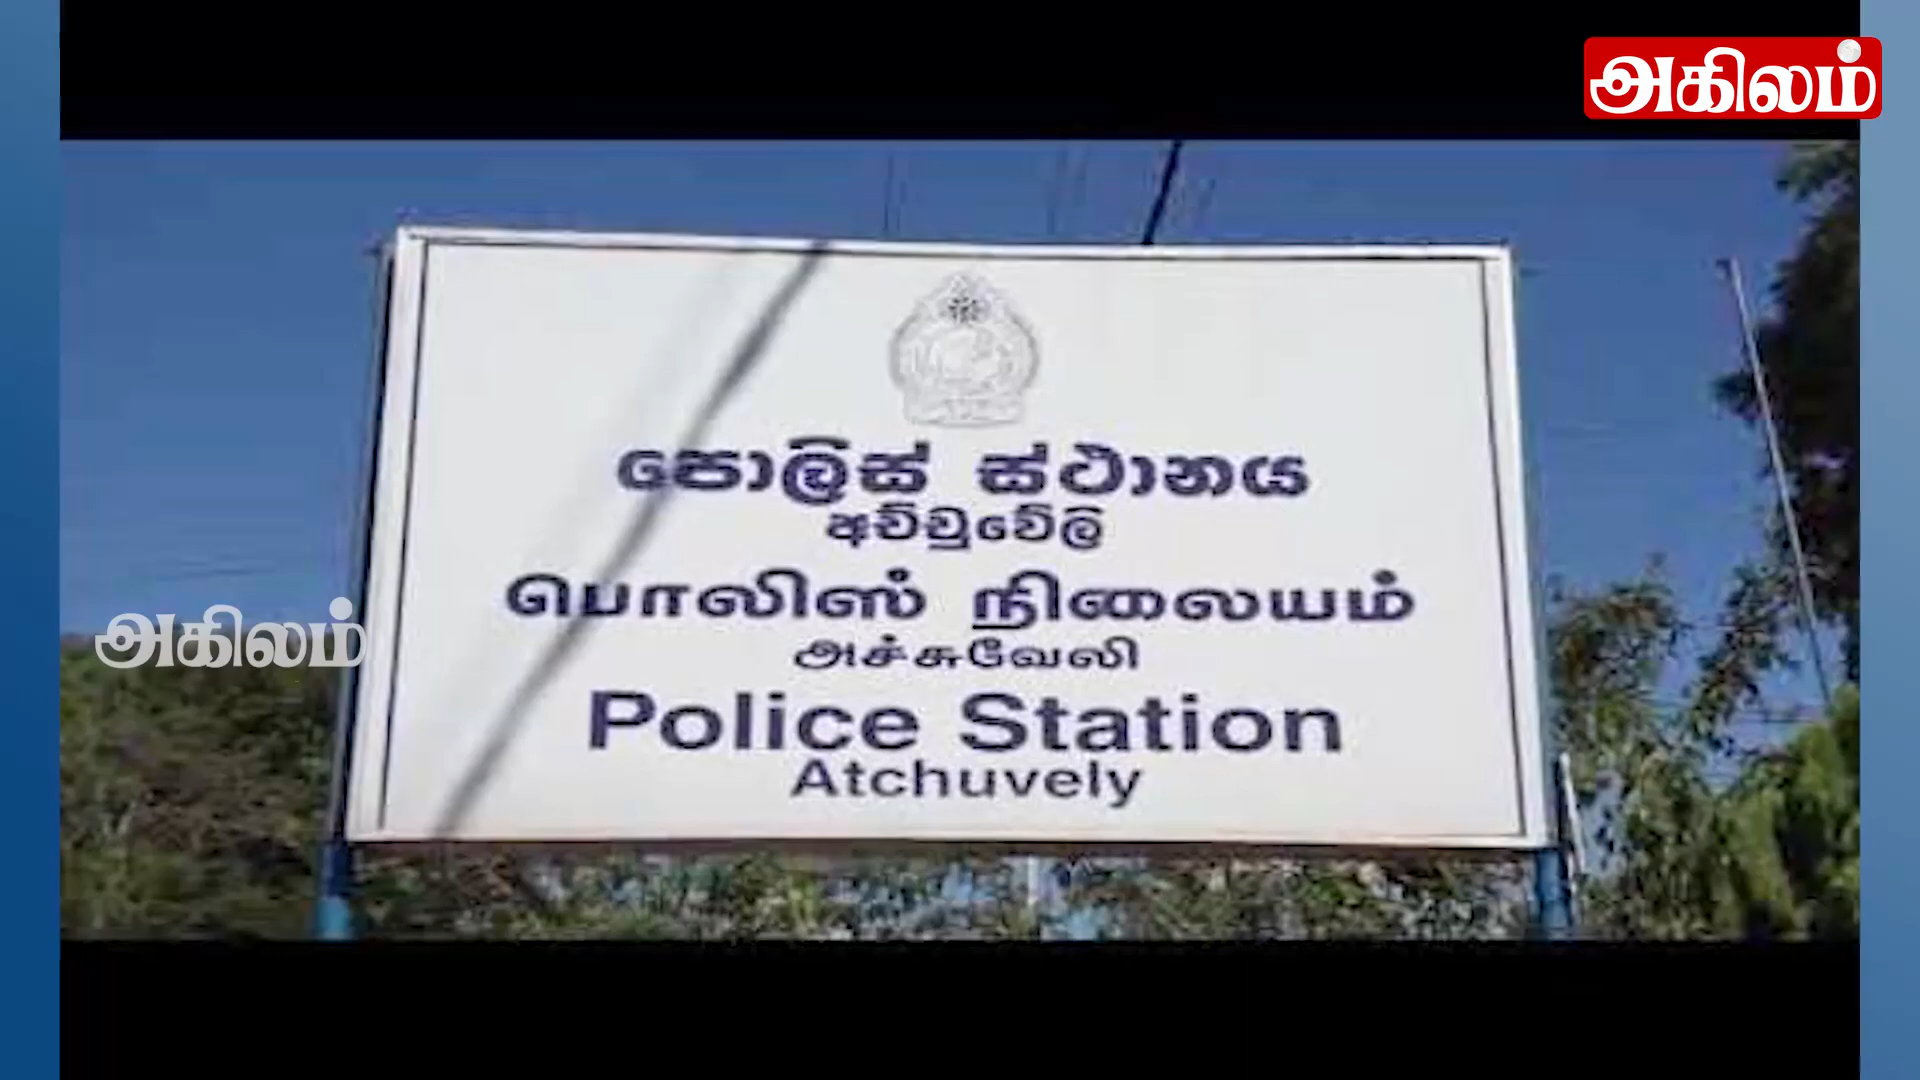 அகிலம்
පොලිස් ස්ථානය
අච්චුවේලි
பொலிஸ் நிலையம்
அச்சுவேலி
Police Station
Atchuvely
அகிலம்